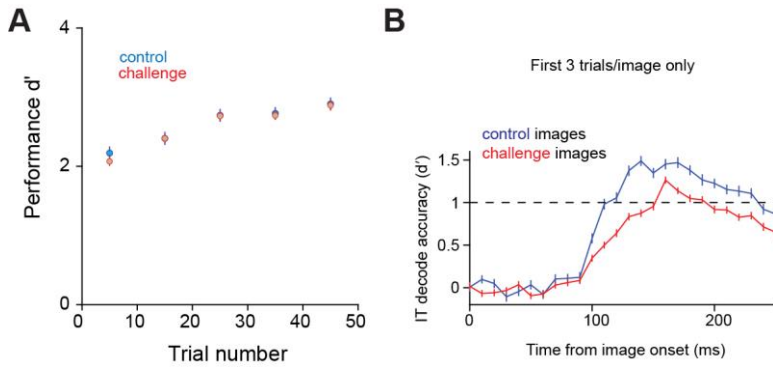 A
Performance d'
4
2
0
control
challenge
0
10
20
30
40
50
Trial number
B
First 3 trials/image only
control images
challenge images
IT decode accuracy (d′)
1.5
1
0.5
0
0
100
200
Time from image onset (ms)